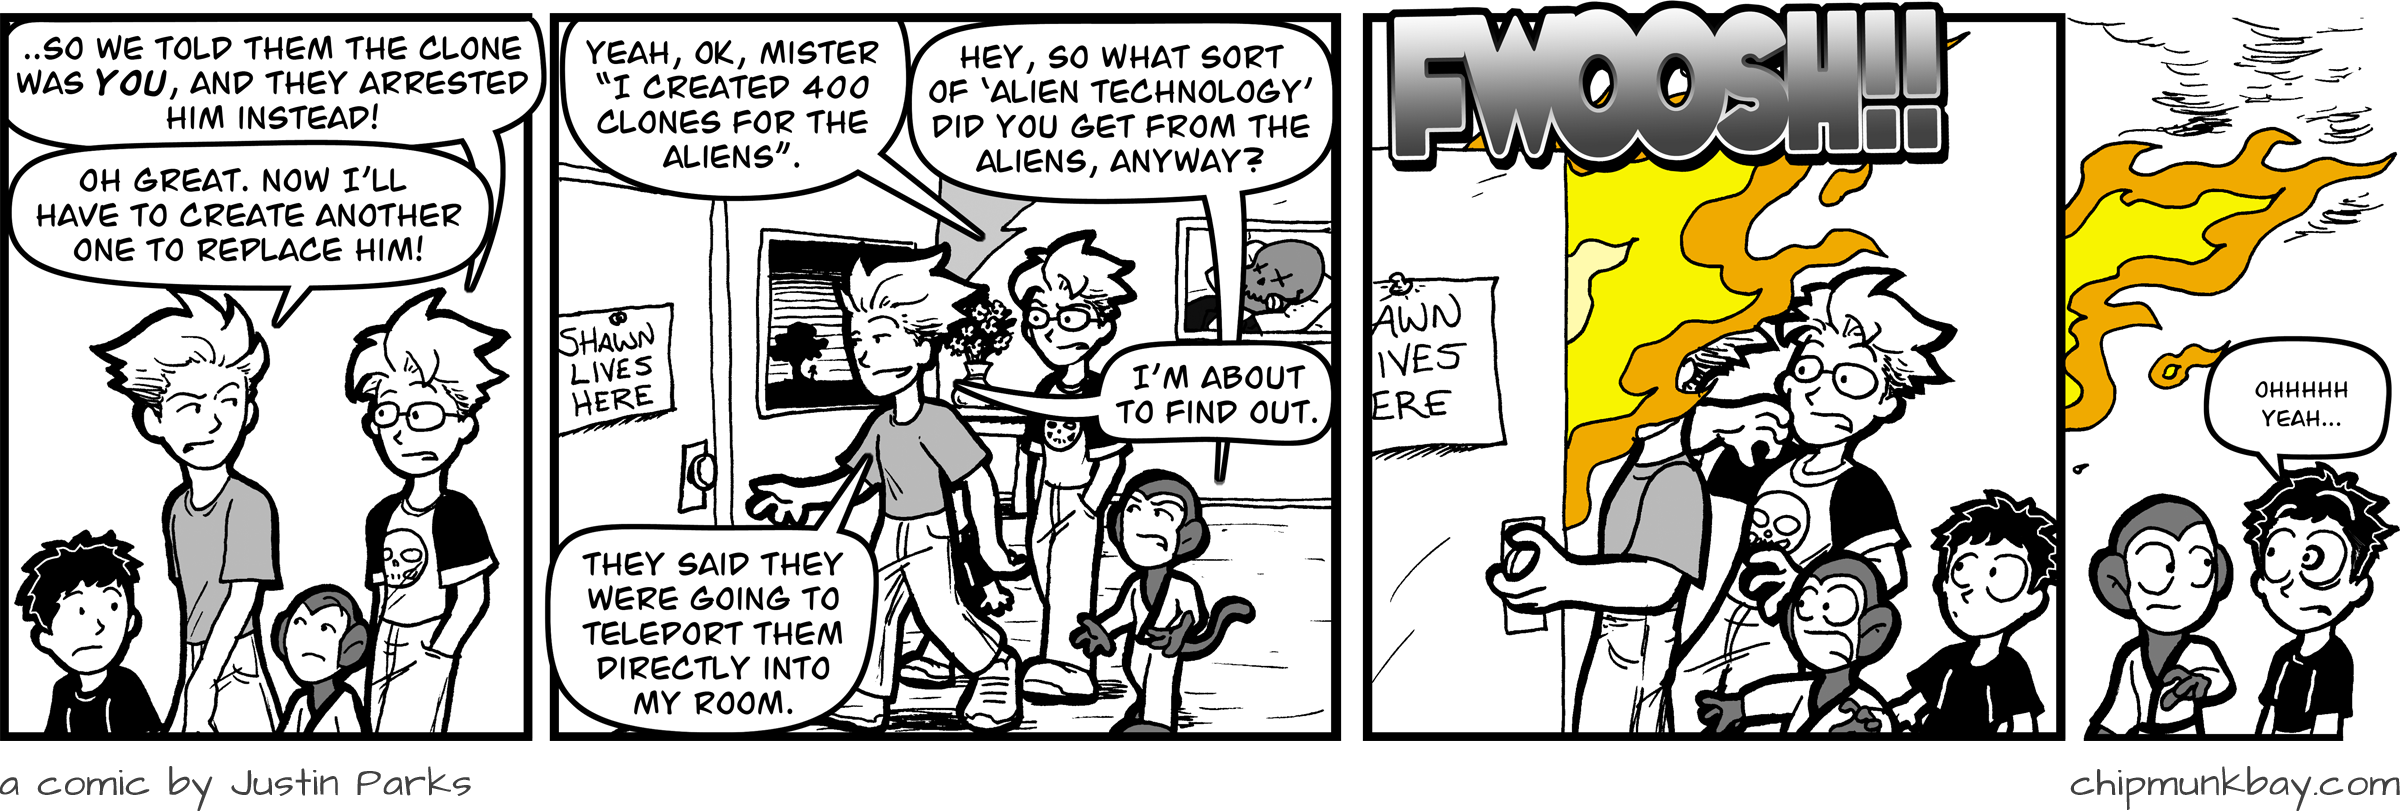 ..SO WE TOLD THEM THE CLONE
WAS YOU, AND THEY ARRESTED
HIM INSTEAD!
OH GREAT. NOW I'LL
HAVE TO CREATE ANOTHER
ONE TO REPLACE HIM!
YEAH, OK, MISTER
"I CREATED 400
CLONES FOR THE
ALIENS".
HEY, SO WHAT SORT
OF 'ALIEN TECHNOLOGY'
DID YOU GET FROM THE
ALIENS, ANYWAY?
SHAWN
LIVES
HERE
I'M ABOUT
TO FIND OUT.
THEY SAID THEY
WERE GOING TO
TELEPORT THEM
DIRECTLY INTO
MY ROOM.
FWOOSH!!
AWN
IVES
ERE
OHHHHH
YEAH...
a comic by Justin Parks
chipmunkbay.com